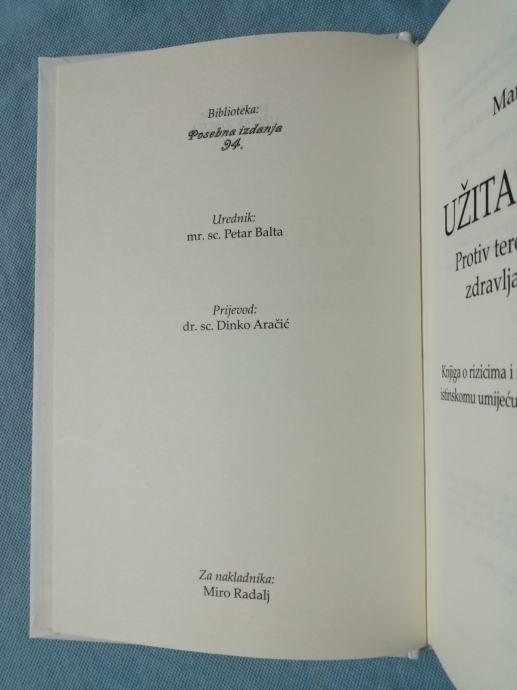 Biblioteka:
Posebna izdanja
94.
Urednik:
mr. sc. Petar Balta
Prijevod:
dr. sc. Dinko Aračić
Za nakladnika:
Miro Radalj
UŽITA
Protiv
zdravlja
Knjiga o rizicima i
istinskomu umijeću